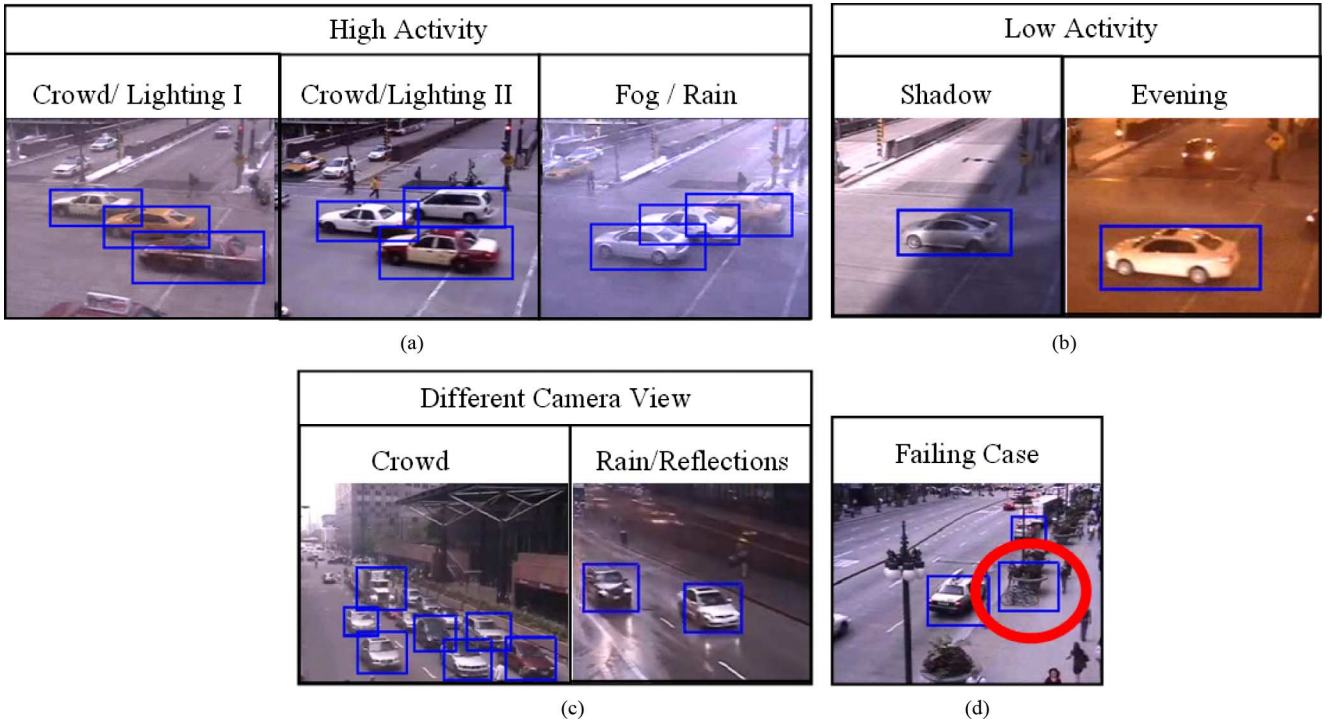 High Activity
Crowd/ Lighting I
Crowd/Lighting II
Fog / Rain
(a)
Low Activity
Shadow
Evening
(b)
Different Camera View
Crowd
Rain/Reflections
(c)
Failing Case
(d)